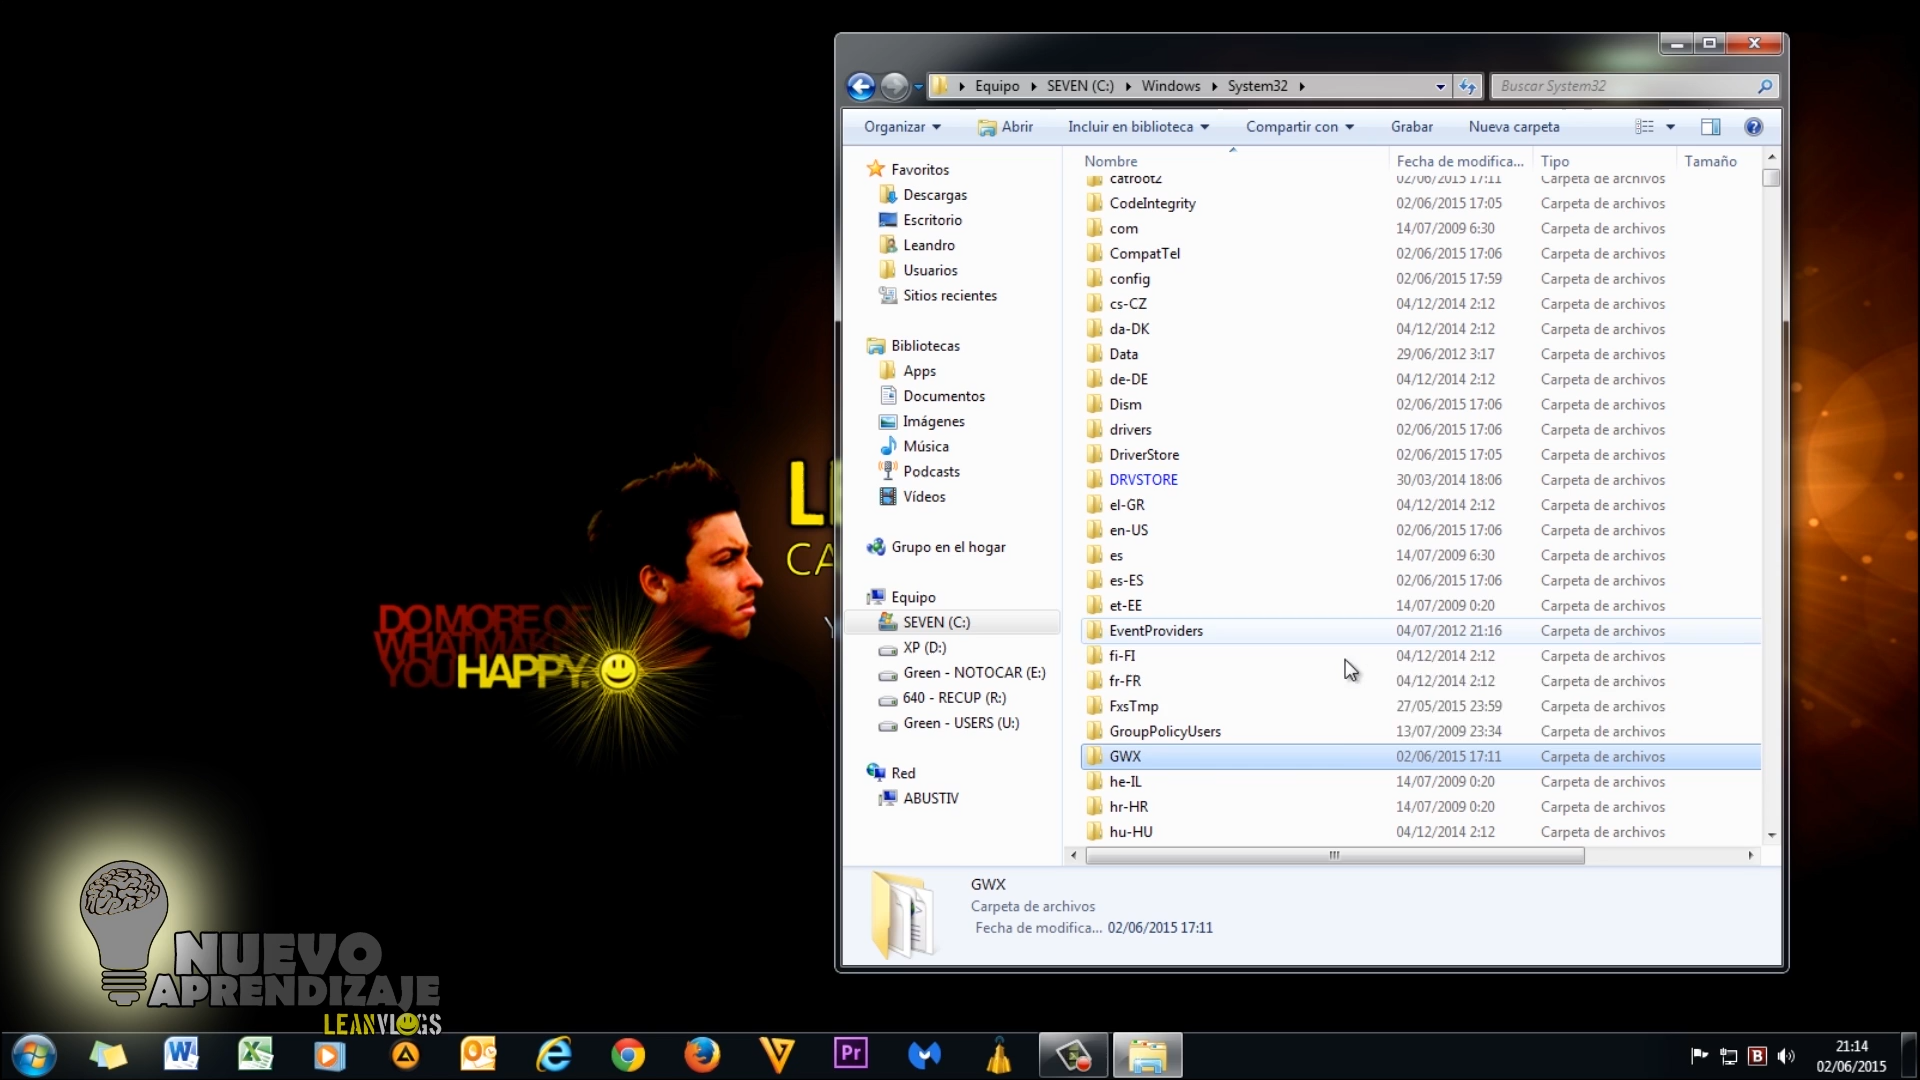 Equipo ▸ SEVEN (C:) ▸ Windows ▸ System32 ▸
Buscar System32
Organizar Abrir Incluir en biblioteca Compartir con Grabar Nueva carpeta
Favoritos
Descargas
Escritorio
Leandro
Usuarios
Sitios recientes
Bibliotecas
Apps
Documentos
Imágenes
Música
Podcasts
Vídeos
Grupo en el hogar
Equipo
SEVEN (C:)
XP (D:)
Green - NOTOCAR (E:)
640 - RECUP (R:)
Green - USERS (U:)
Red
ABUSTIV
Nombre Fecha de modifica... Tipo Tamaño
catroot2 02/06/2015 17:11 Carpeta de archivos
CodeIntegrity 02/06/2015 17:05 Carpeta de archivos
com 14/07/2009 6:30 Carpeta de archivos
CompatTel 02/06/2015 17:06 Carpeta de archivos
config 02/06/2015 17:59 Carpeta de archivos
cs-CZ 04/12/2014 2:12 Carpeta de archivos
da-DK 04/12/2014 2:12 Carpeta de archivos
Data 29/06/2012 3:17 Carpeta de archivos
de-DE 04/12/2014 2:12 Carpeta de archivos
Dism 02/06/2015 17:06 Carpeta de archivos
drivers 02/06/2015 17:06 Carpeta de archivos
DriverStore 02/06/2015 17:05 Carpeta de archivos
DRVSTORE 30/03/2014 18:06 Carpeta de archivos
el-GR 04/12/2014 2:12 Carpeta de archivos
en-US 02/06/2015 17:06 Carpeta de archivos
es 14/07/2009 6:30 Carpeta de archivos
es-ES 02/06/2015 17:06 Carpeta de archivos
et-EE 14/07/2009 0:20 Carpeta de archivos
EventProviders 04/07/2012 21:16 Carpeta de archivos
fi-FI 04/12/2014 2:12 Carpeta de archivos
fr-FR 04/12/2014 2:12 Carpeta de archivos
FxsTmp 27/05/2015 23:59 Carpeta de archivos
GroupPolicyUsers 13/07/2009 23:34 Carpeta de archivos
GWX 02/06/2015 17:11 Carpeta de archivos
he-IL 14/07/2009 0:20 Carpeta de archivos
hr-HR 14/07/2009 0:20 Carpeta de archivos
hu-HU 04/12/2014 2:12 Carpeta de archivos
GWX
Carpeta de archivos
Fecha de modifica... 02/06/2015 17:11
DO MORE OF
WHAT MAKE
YOU HAPPY.
NUEVO
APRENDIZAJE
LEANVLOGS
Pr
B
21:14
02/06/2015